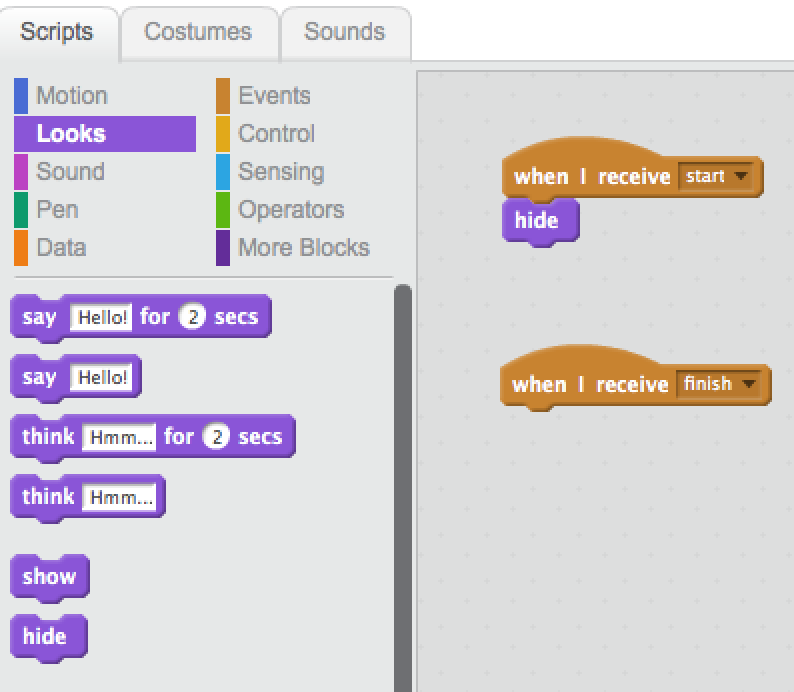 Scripts Costumes Sounds
Motion Events
Looks Control
Sound Sensing
Pen Operators
Data More Blocks
say Hello! for 2 secs
say Hello!
think Hmm... for 2 secs
think Hmm...
show
hide
when I receive start
hide
when I receive finish